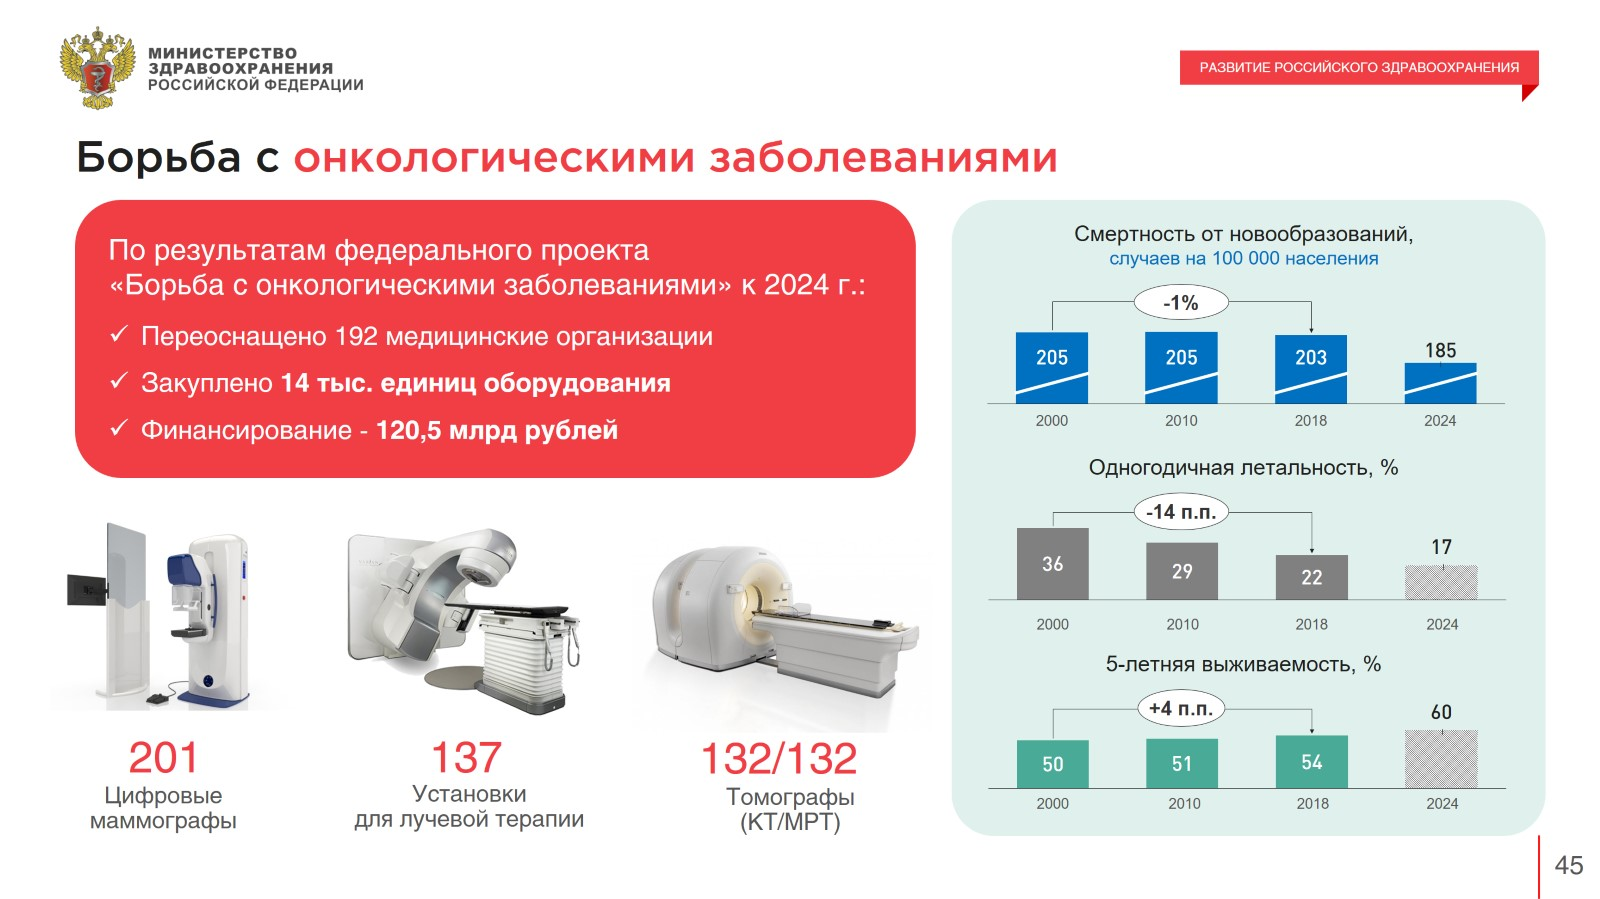 МИНИСТЕРСТВО
ЗДРАВООХРАНЕНИЯ
РОССИЙСКОЙ ФЕДЕРАЦИИ
РАЗВИТИЕ РОССИЙСКОГО ЗДРАВООХРАНЕНИЯ
Борьба с онкологическими заболеваниями
По результатам федерального проекта
«Борьба с онкологическими заболеваниями» к 2024 г.:
✓ Переоснащено 192 медицинские организации
✓ Закуплено 14 тыс. единиц оборудования
✓ Финансирование - 120,5 млрд рублей
201
Цифровые
маммографы
137
Установки
для лучевой терапии
132/132
Томографы
(КТ/МРТ)
Смертность от новообразований,
случаев на 100 000 населения
-1%
205 205 203 185
2000 2010 2018 2024
Одногодичная летальность, %
-14 п.п.
36 29 22 17
2000 2010 2018 2024
5-летняя выживаемость, %
+4 п.п.
50 51 54 60
2000 2010 2018 2024
45